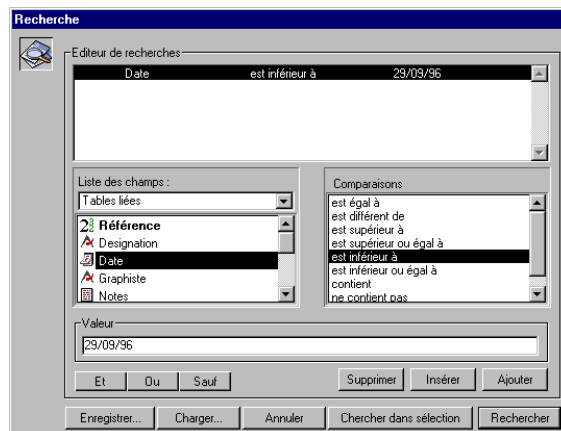 Recherche
Editeur de recherches
Date est inférieur à 29/09/96
Liste des champs :
Tables liées
Référence
Designation
Date
Graphiste
Notes
Comparaisons
est égal à
est différent de
est supérieur à
est supérieur ou égal à
est inférieur à
est inférieur ou égal à
contient
ne contient pas
Valeur
29/09/96
Et Ou Sauf Supprimer Insérer Ajouter
Enregistrer... Charger... Annuler Chercher dans sélection Rechercher